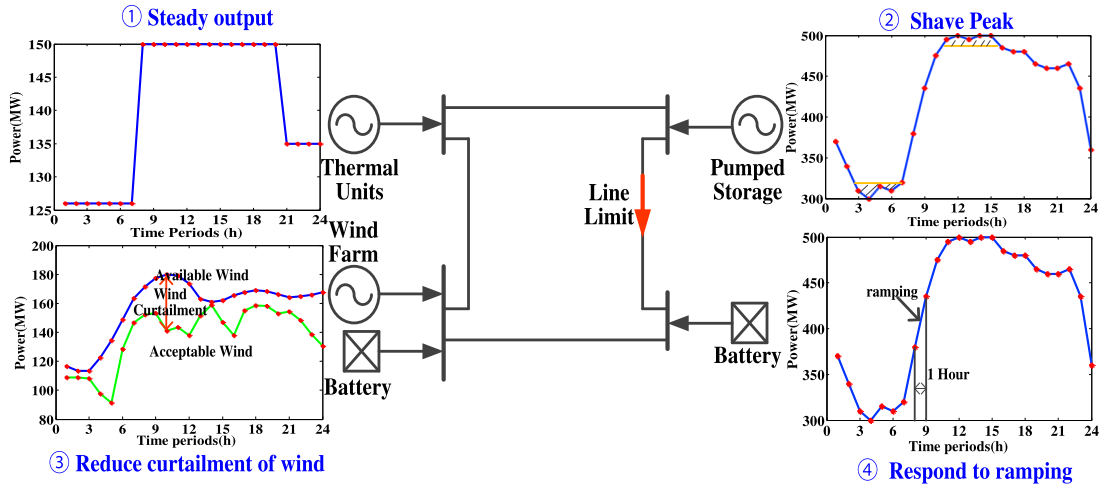 ① Steady output
150
145
140
135
130
125
0 3 6 9 12 15 18 21 24
Power(MW)
Time Periods (h)
② Shave Peak
500
450
400
350
300
0 3 6 9 12 15 18 21 24
Power(MW)
Time periods(h)
Thermal
Units
Pumped
Storage
Line
Limit
Wind
Farm
Battery
Battery
200
180
160
140
120
100
80
0 3 6 9 12 15 18 21 24
Power(MW)
Available Wind
Wind
Curtailment
Acceptable Wind
Time periods(h)
③ Reduce curtailment of wind
500
450
400
350
300
0 3 6 9 12 15 18 21 24
Power(MW)
ramping
1 Hour
Time periods(h)
④ Respond to ramping